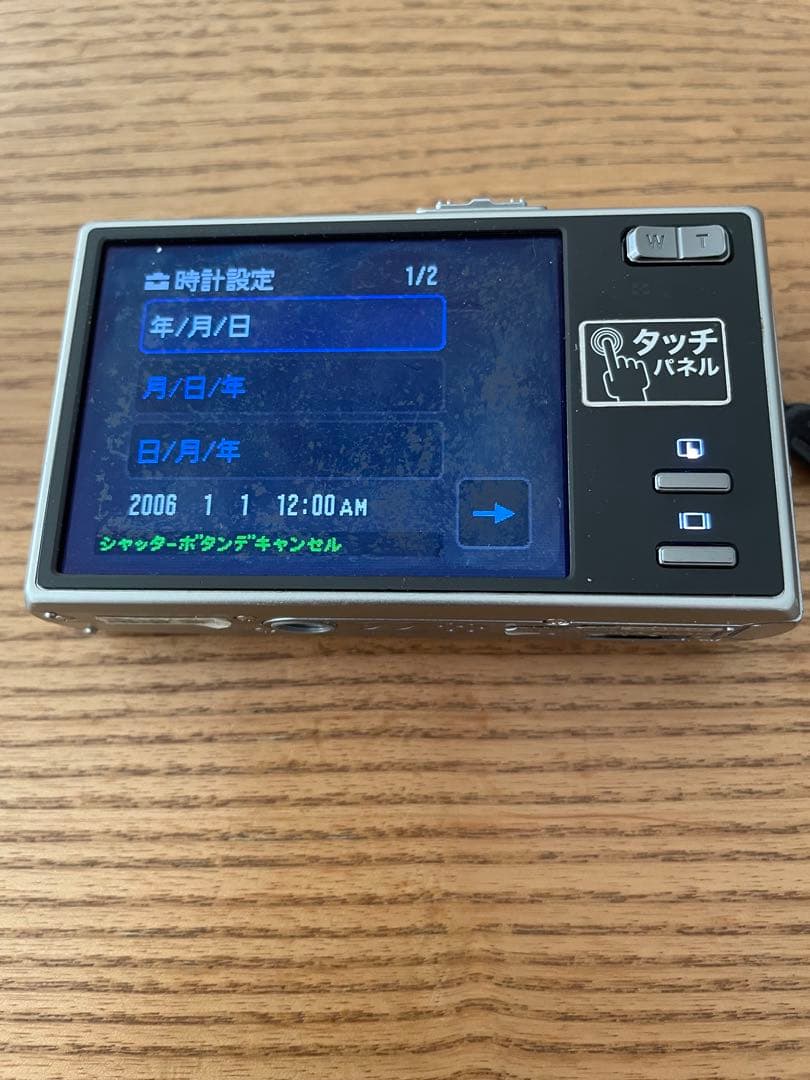 時計設定 1/2
年/月/日
月/日/年
日/月/年
2006 1 1 12:00 AM
シャッターボタンデキャンセル
W T
タッチ
パネル